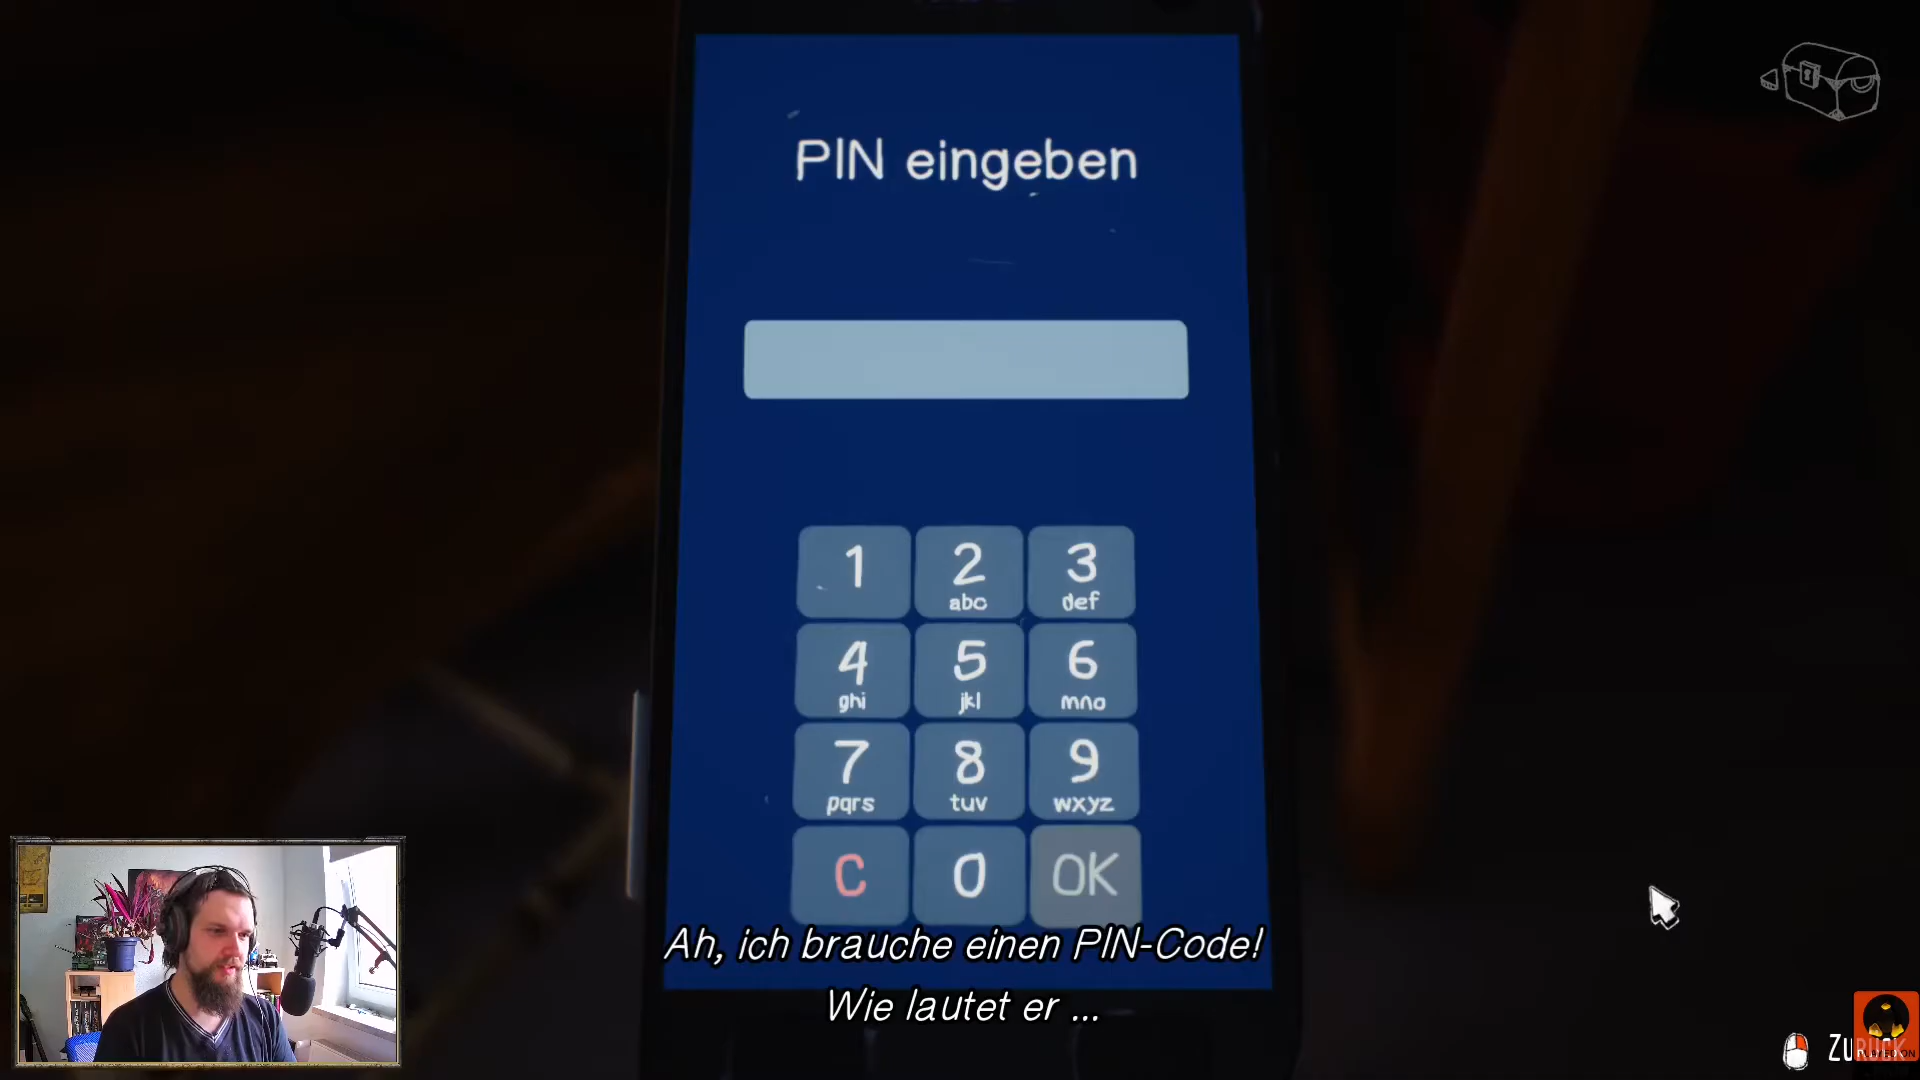 PIN eingeben
1 2 3
abc def
4 5 6
ghi jkl mno
7 8 9
pqrs tuv wxyz
C 0 OK
Ah, ich brauche einen PIN-Code!
Wie lautet er ...
Zurück